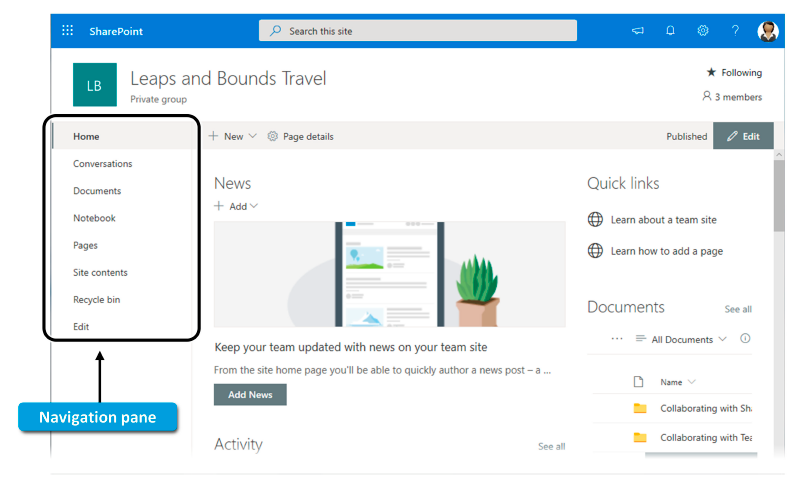 SharePoint
Search this site
?
LB
Leaps and Bounds Travel
Private group
Following
3 members
Home
Conversations
Documents
Notebook
Pages
Site contents
Recycle bin
Edit
Navigation pane
New
Page details
Published
Edit
News
Add
Keep your team updated with news on your team site
From the site home page you'll be able to quickly author a news post – a ...
Add News
Activity
See all
Quick links
Learn about a team site
Learn how to add a page
Documents
See all
... All Documents
Name
Collaborating with Sh
Collaborating with Tea